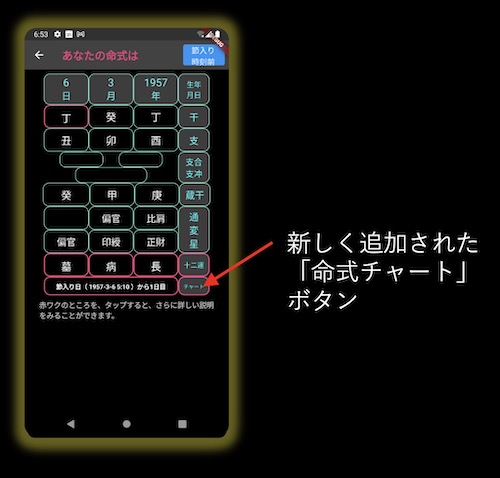 6:53
あなたの命式は
節入り
時刻前
6 3 1957 生年
日 月 年 月日
丁 癸 丁 干
丑 卯 酉 支
支合
支冲
癸 甲 庚 蔵干
偏官 比肩 通
変
偏官 印綬 正財 星
墓 病 長 十二運
節入り日（ 1957-3-6 5:10 ）から1日目 チャート
赤ワクのところを、タップすると、さらに詳しい説明
をみることができます。
新しく追加された
「命式チャート」
ボタン